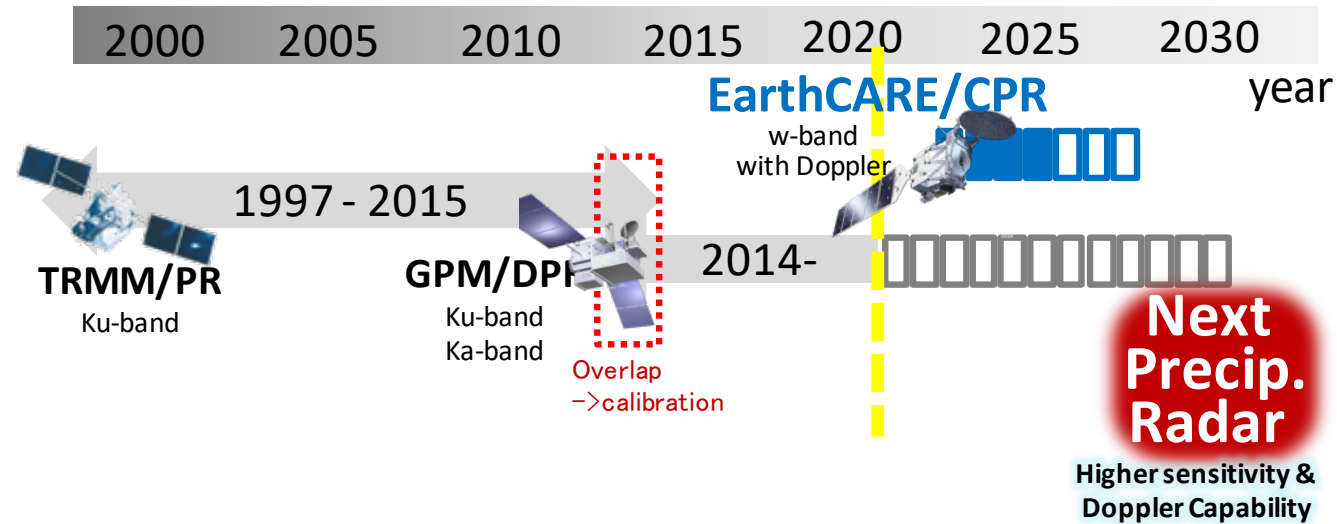 2000 2005 2010 2015 2020 2025 2030
year
EarthCARE/CPR
w-band
with Doppler
1997 - 2015
2014-
TRMM/PR
Ku-band
GPM/DPR
Ku-band
Ka-band
Overlap
->calibration
Next
Precip.
Radar
Higher sensitivity &
Doppler Capability